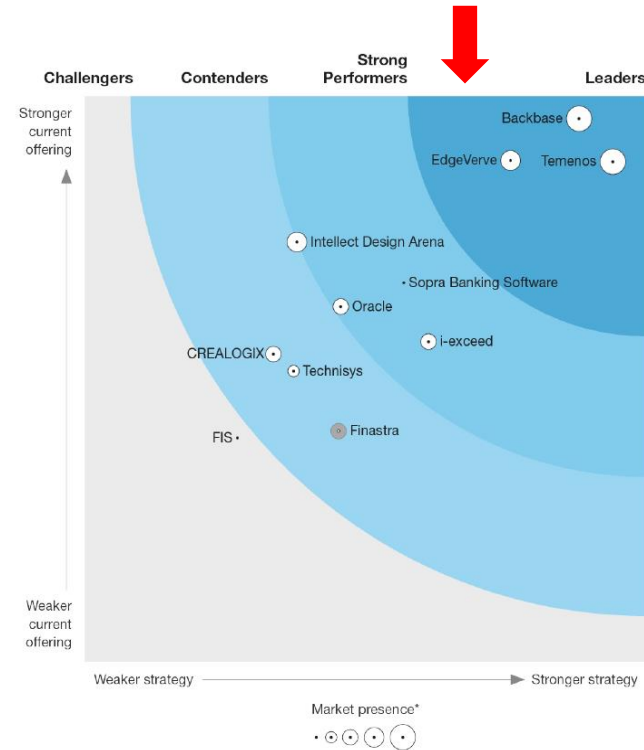 Strong
Challengers Contenders Performers Leaders
Stronger
current
offering
Backbase
EdgeVerve Temenos
Intellect Design Arena
Sopra Banking Software
Oracle
i-exceed
CREALOGIX
Technisys
FIS
Finastra
Weaker
current
offering
Weaker strategy Stronger strategy
Market presence*